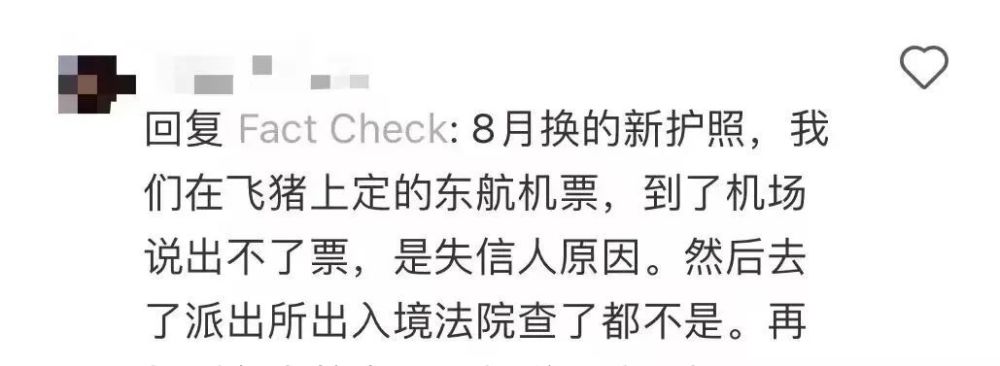 回复 Fact Check: 8月换的新护照，我
们在飞猪上定的东航机票，到了机场
说出不了票，是失信人原因。然后去
了派出所出入境法院查了都不是。再